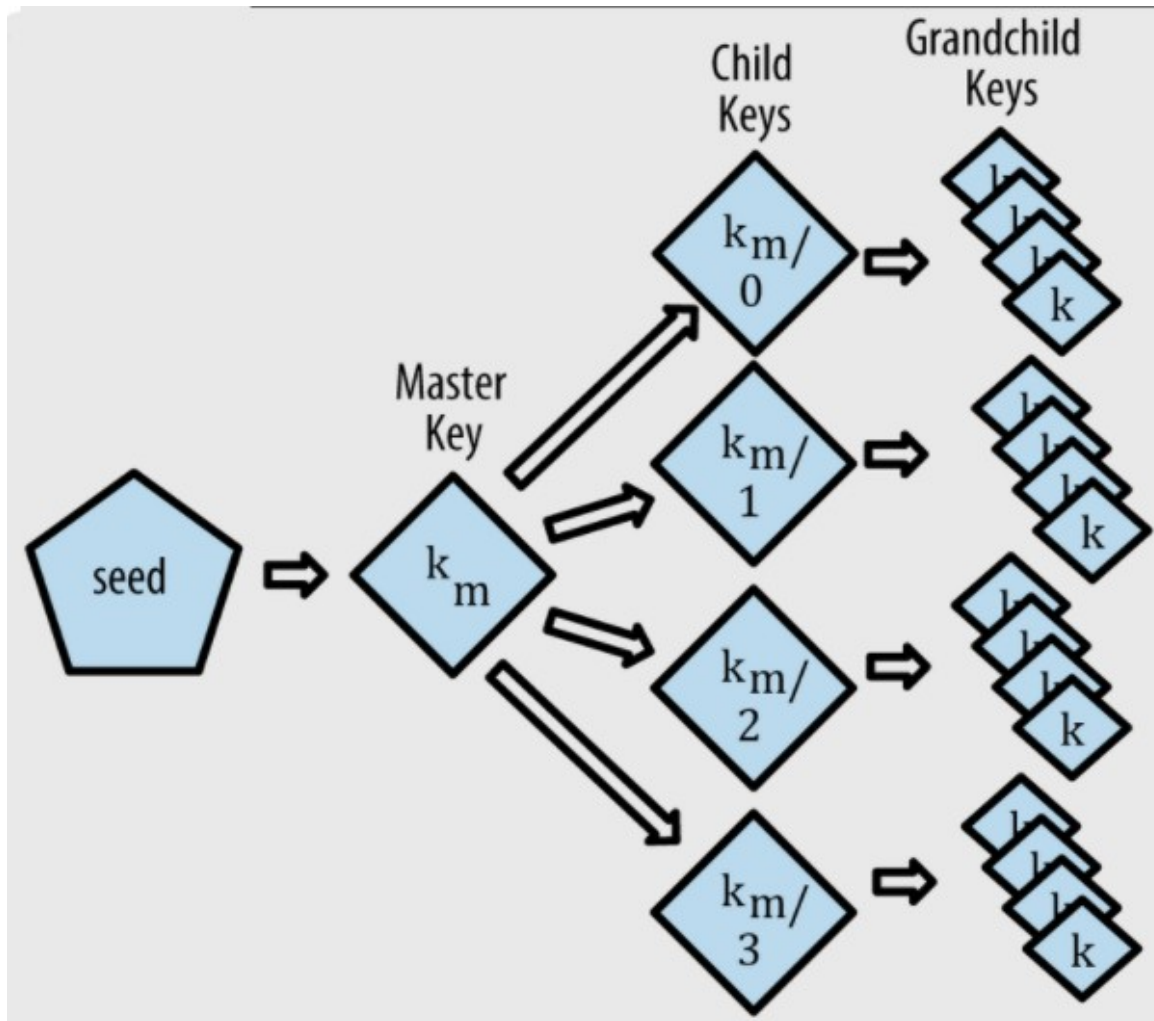 Child
Keys
Grandchild
Keys
Master
Key
seed
k m
k m /
0
k m /
1
k m /
2
k m /
3
k
k
k
k